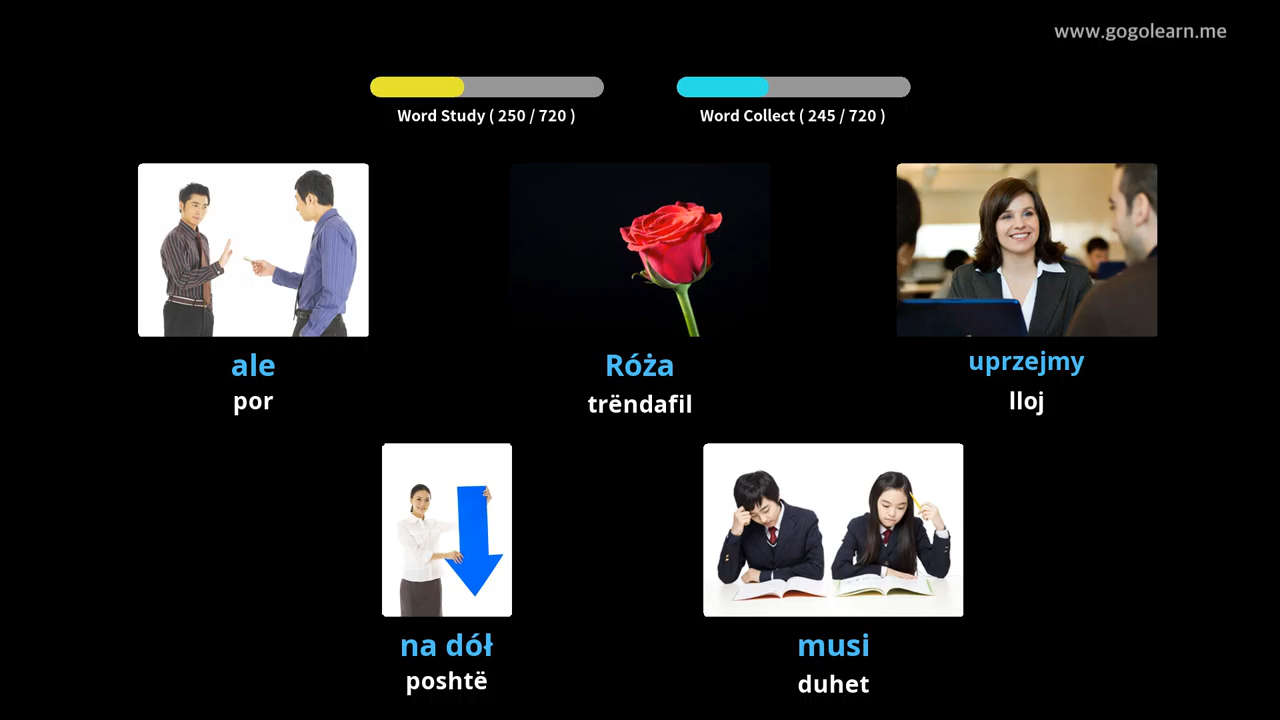 www.gogolearn.me
Word Study ( 250 / 720 )
Word Collect ( 245 / 720 )
ale
por
Róża
trëndafil
uprzejmy
lloj
na dół
poshtë
musi
duhet